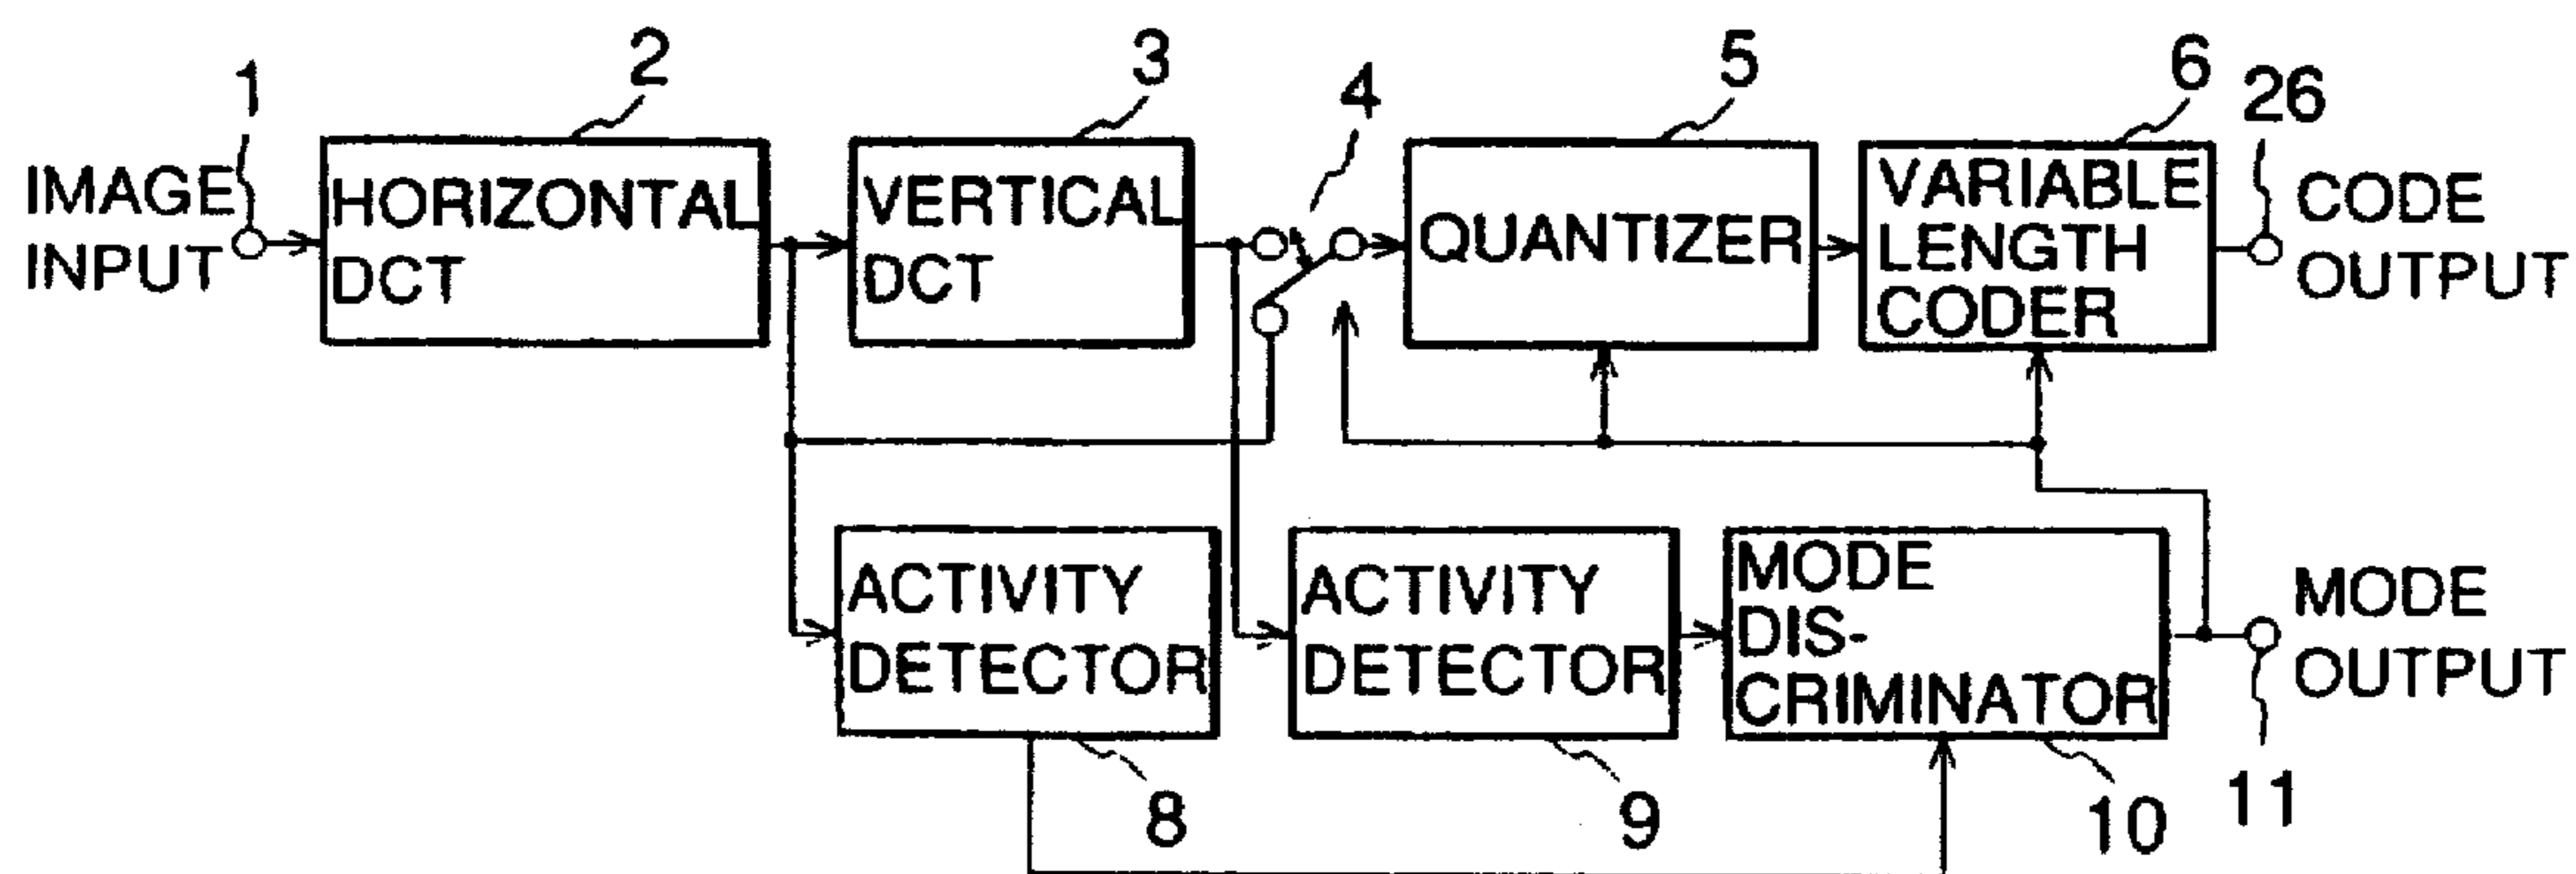 1
2
3
4
5
6
26
IMAGE
INPUT
HORIZONTAL
DCT
VERTICAL
DCT
QUANTIZER
VARIABLE
LENGTH
CODER
CODE
OUTPUT
ACTIVITY
DETECTOR
ACTIVITY
DETECTOR
MODE
DIS-
CRIMINATOR
MODE
OUTPUT
8
9
10
11